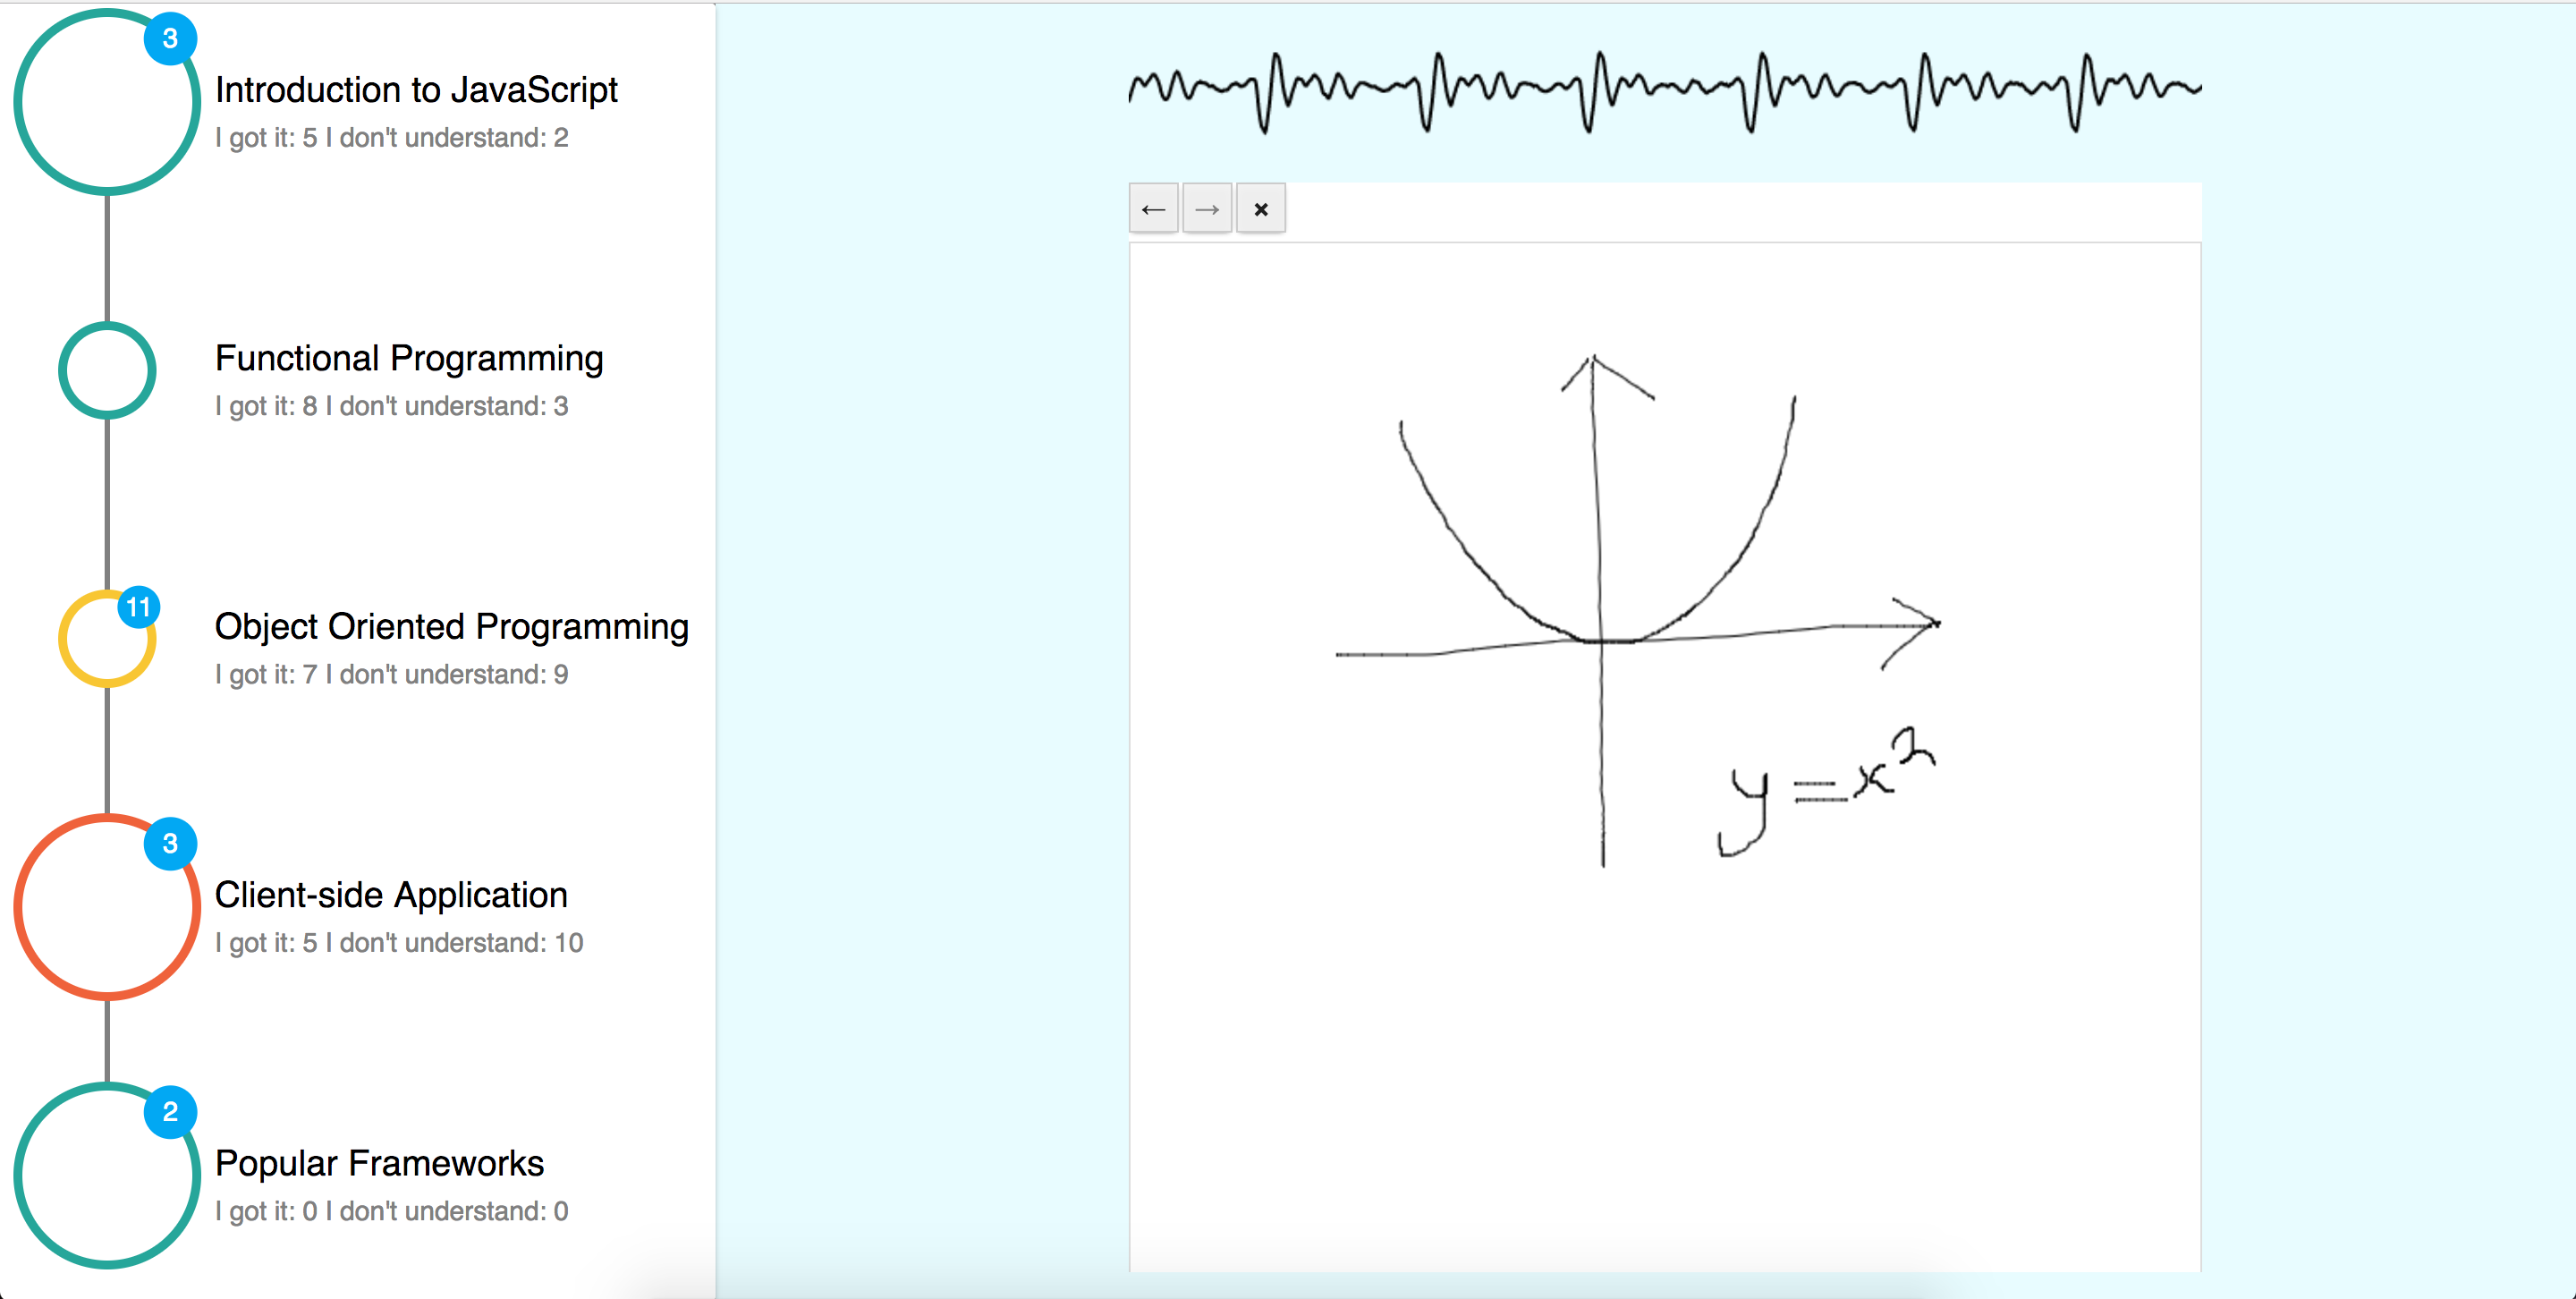 3
Introduction to JavaScript
I got it: 5 I don't understand: 2
Functional Programming
I got it: 8 I don't understand: 3
11
Object Oriented Programming
I got it: 7 I don't understand: 9
3
Client-side Application
I got it: 5 I don't understand: 10
2
Popular Frameworks
I got it: 0 I don't understand: 0
← → ×
y = x²